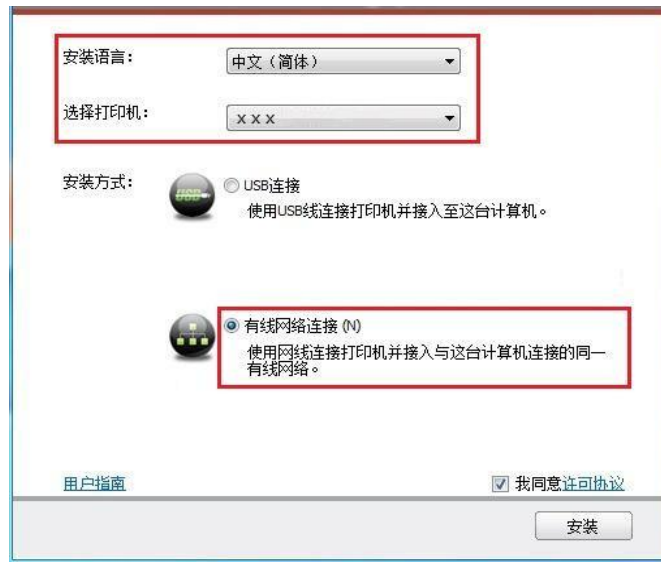 安装语言：
中文（简体）
选择打印机：
X X X
安装方式：
USB
USB连接
使用USB线连接打印机并接入至这台计算机。
有线网络连接 (N)
使用网线连接打印机并接入与这台计算机连接的同一
有线网络。
用户指南
我同意许可协议
安装